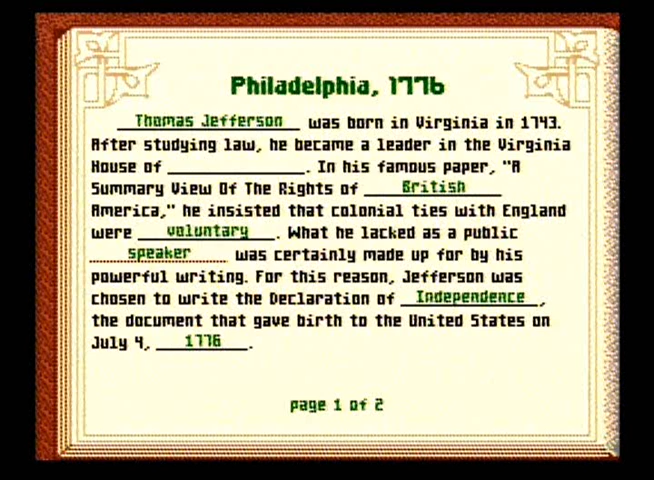 Philadelphia, 1776
Thomas Jefferson was born in Virginia in 1743.
After studying law, he became a leader in the Virginia
House of ______________. In his famous paper, "A
Summary View Of The Rights of British
America," he insisted that colonial ties with England
were voluntary. What he lacked as a public
speaker was certainly made up for by his
powerful writing. For this reason, Jefferson was
chosen to write the Declaration of Independence,
the document that gave birth to the United States on
July 4, 1776.
page 1 of 2